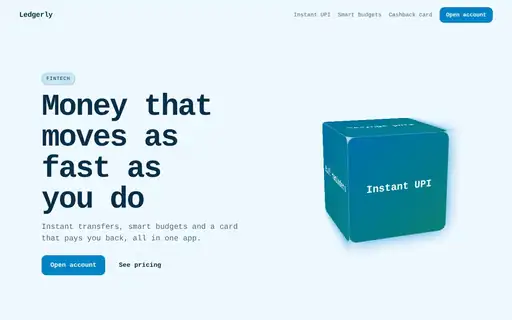 Ledgerly
Instant UPI Smart Budgets Cashback card Open account
FINTECH
Money that
moves as
fast as
you do
Instant transfers, smart budgets and a card
that pays you back, all in one app.
Instant UPI
Open account See pricing